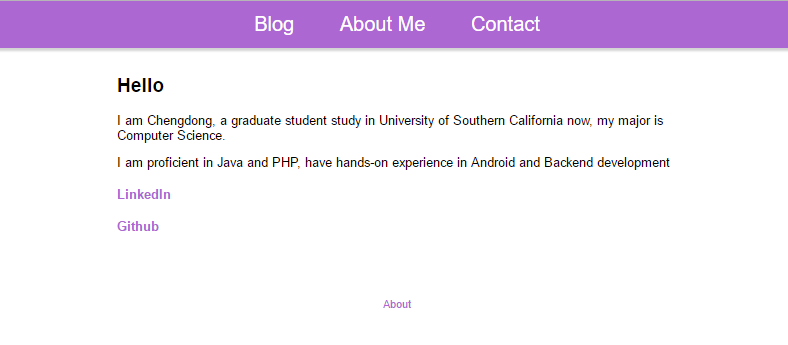 Blog About Me Contact
Hello
I am Chengdong, a graduate student study in University of Southern California now, my major is
Computer Science.
I am proficient in Java and PHP, have hands-on experience in Android and Backend development
LinkedIn
Github
About